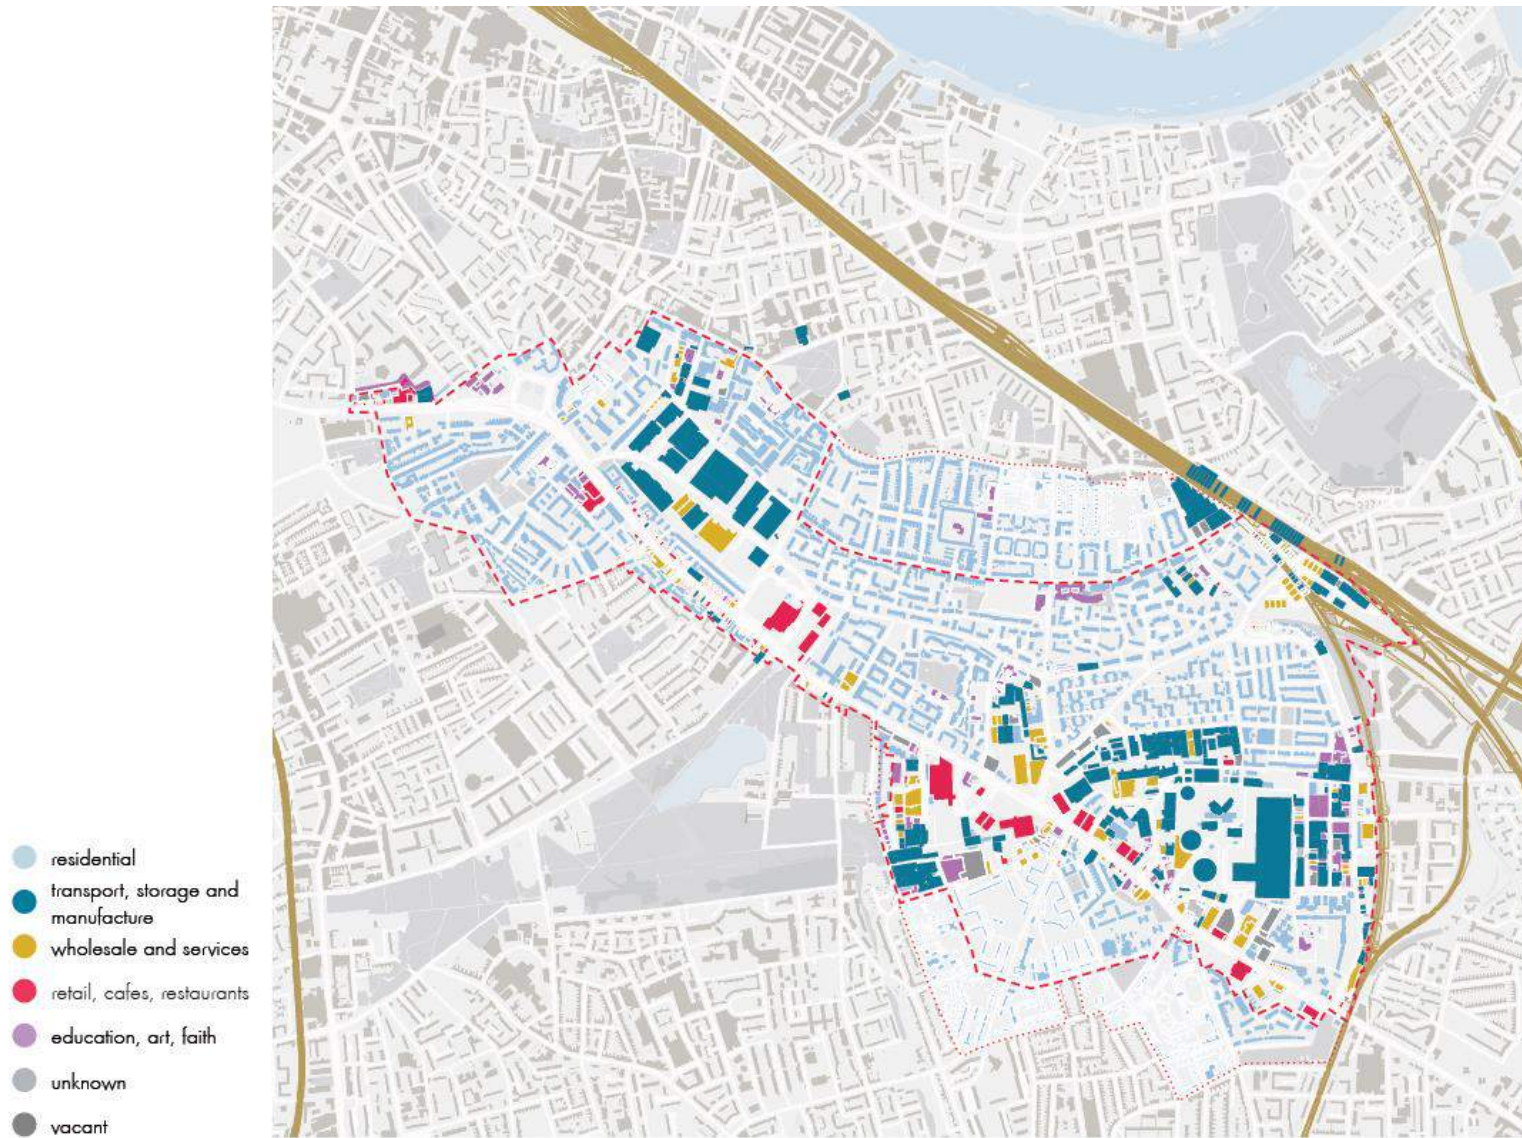 residential
transport, storage and
manufacture
wholesale and services
retail, cafes, restaurants
education, art, faith
unknown
vacant